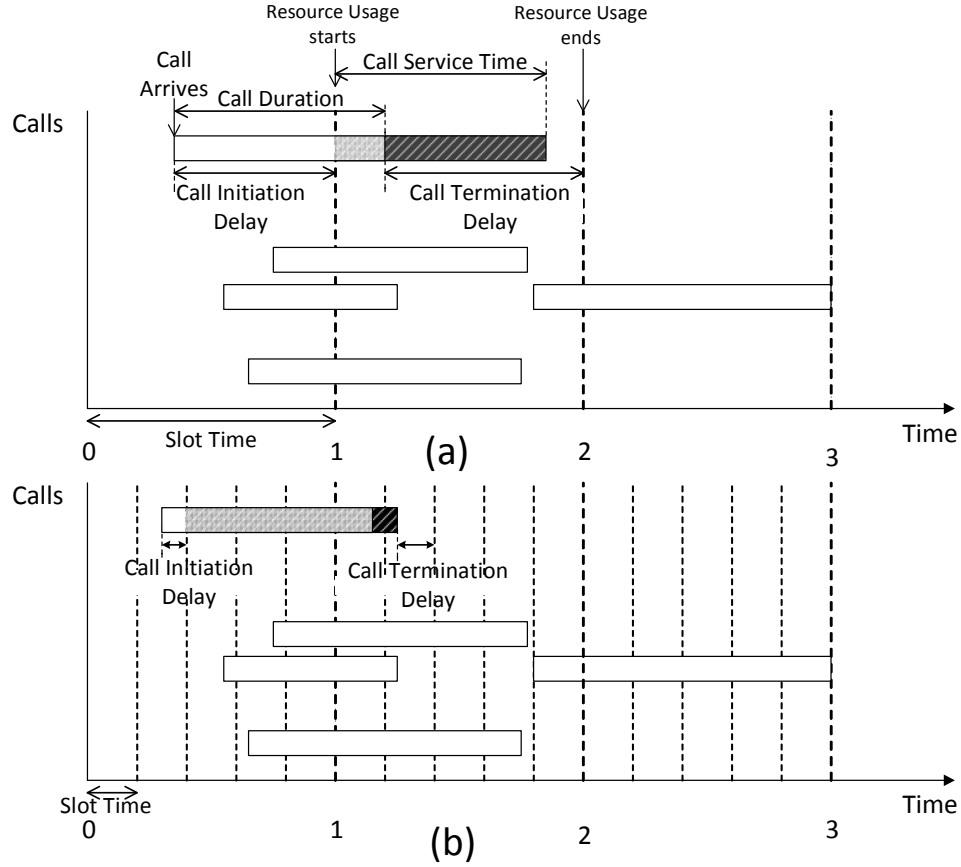 Resource Usage
starts
Resource Usage
ends
Call
Arrives
Call Service Time
Call Duration
Calls
Call Initiation
Delay
Call Termination
Delay
Slot Time
Time
0
1
2
3
(a)
Calls
Call Initiation
Delay
Call Termination
Delay
Slot Time
Time
0
1
2
3
(b)